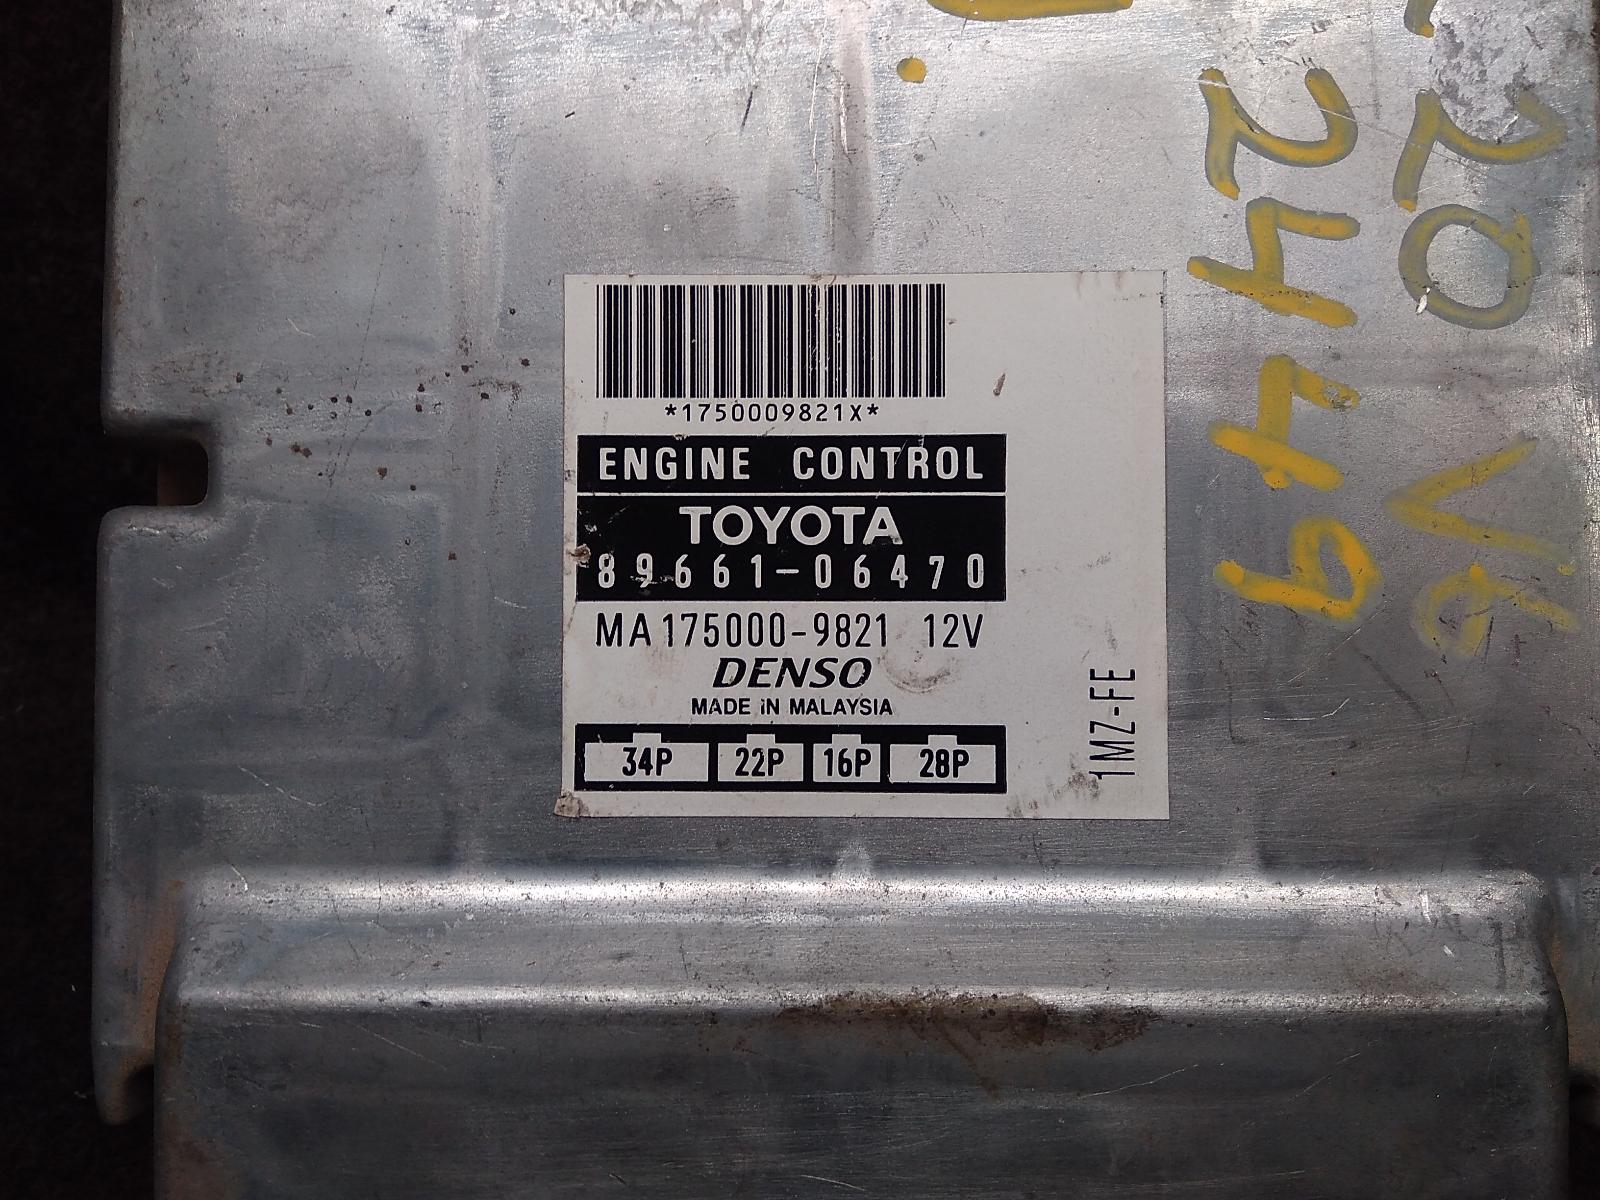 *1750009821X*
ENGINE CONTROL
TOYOTA
89661-06470
MA175000-9821 12V
DENSO
MADE IN MALAYSIA
34P 22P 16P 28P
1MZ-FE
20 V6